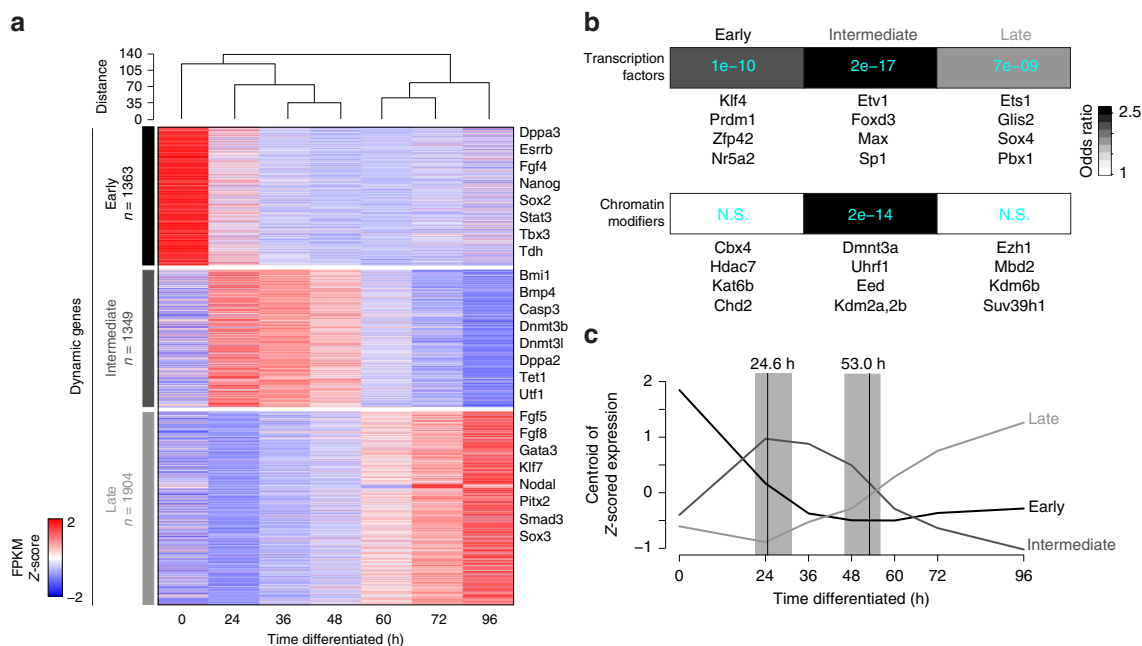 a
Distance
140
105
70
35
0
Dynamic genes
Early
n = 1363
Intermediate
n = 1349
Late
n = 1904
Dppa3
Esrrb
Fgf4
Nanog
Sox2
Stat3
Tbx3
Tdh
Bmi1
Bmp4
Casp3
Dnmt3b
Dnmt3l
Dppa2
Tet1
Utf1
Fgf5
Fgf8
Gata3
Klf7
Nodal
Pitx2
Smad3
Sox3
FPKM
Z-score
2
−2
0 24 36 48 60 72 96
Time differentiated (h)
b
Early Intermediate Late
Transcription
factors
1e−10 2e−17 7e−09
Klf4 Etv1 Ets1
Prdm1 Foxd3 Glis2
Zfp42 Max Sox4
Nr5a2 Sp1 Pbx1
Odds ratio
2.5
1
Chromatin
modifiers
N.S. 2e−14 N.S.
Cbx4 Dmnt3a Ezh1
Hdac7 Uhrf1 Mbd2
Kat6b Eed Kdm6b
Chd2 Kdm2a,2b Suv39h1
c
24.6 h 53.0 h
Centroid of
Z-scored expression
2
1
0
−1
Late
Early
Intermediate
0 24 36 48 60 72 96
Time differentiated (h)